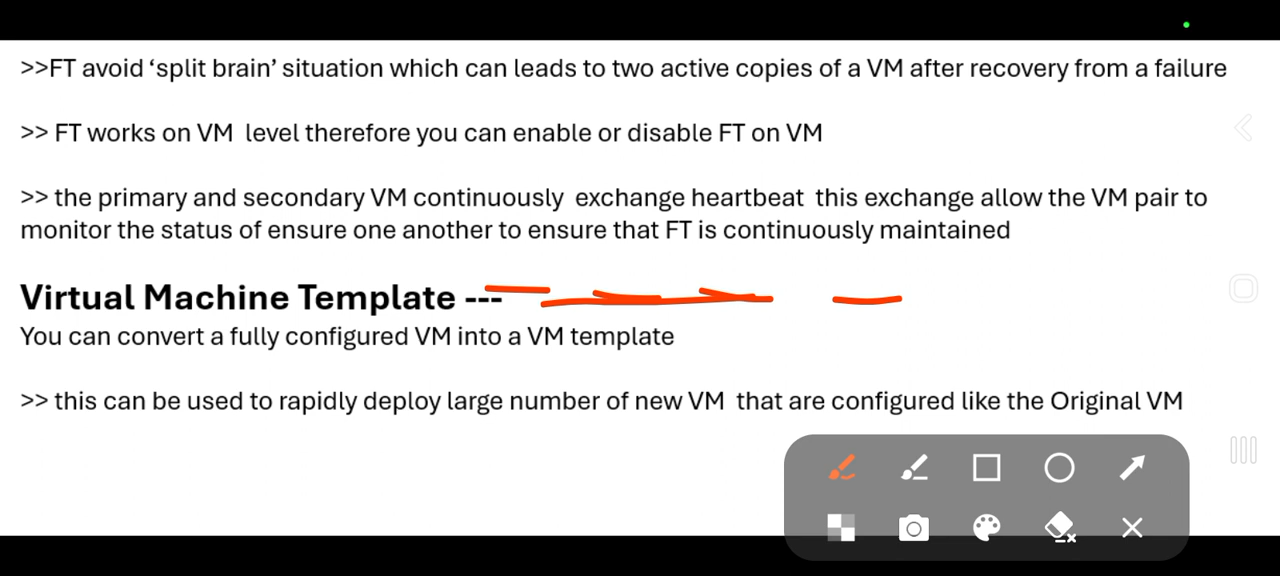 >>FT avoid ‘split brain’ situation which can leads to two active copies of a VM after recovery from a failure
>> FT works on VM  level therefore you can enable or disable FT on VM
>> the primary and secondary VM continuously  exchange heartbeat  this exchange allow the VM pair to
monitor the status of ensure one another to ensure that FT is continuously maintained
Virtual Machine Template ---
You can convert a fully configured VM into a VM template
>> this can be used to rapidly deploy large number of new VM  that are configured like the Original VM